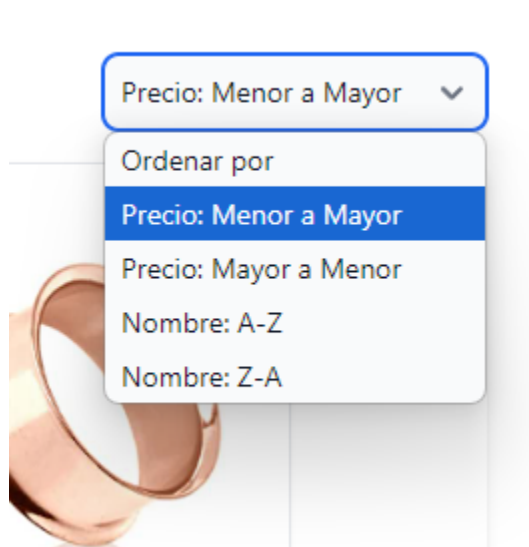 Precio: Menor a Mayor
Ordenar por
Precio: Menor a Mayor
Precio: Mayor a Menor
Nombre: A-Z
Nombre: Z-A